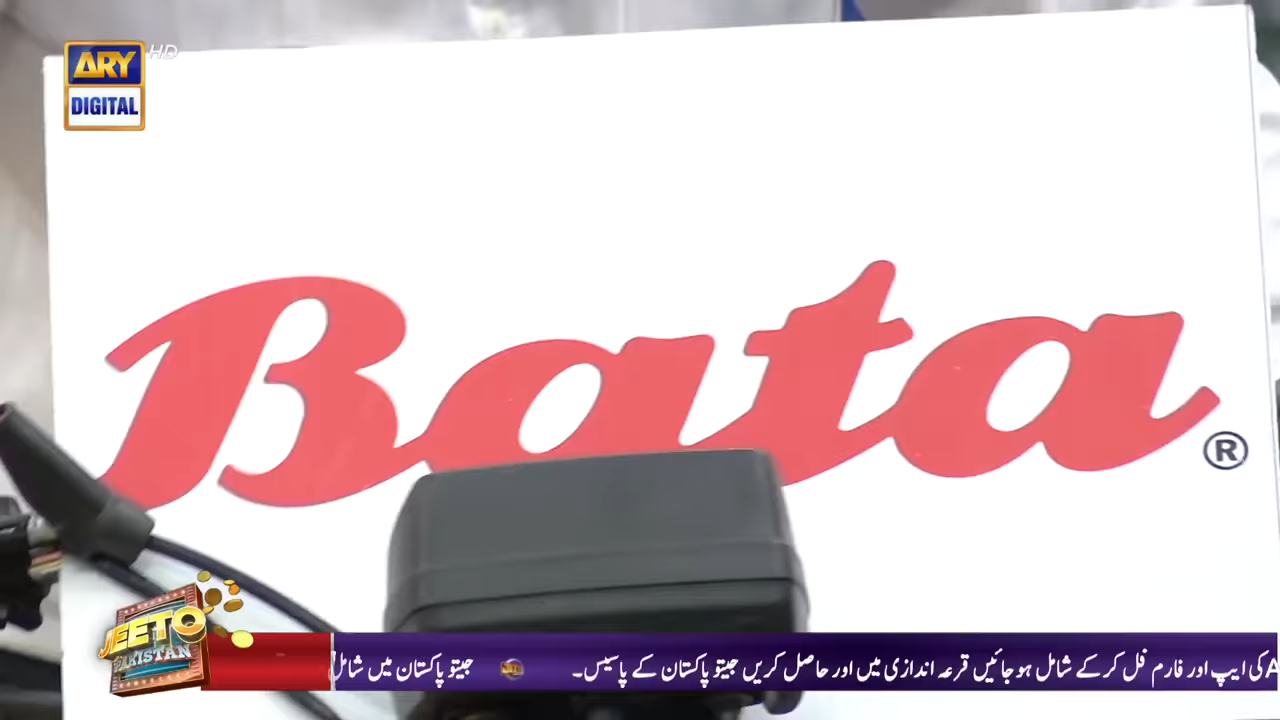 ARY HD
DIGITAL
Bata ®
JEETO
PAKISTAN
کی ایپ اور فارم فل کر کے شامل ہو جائیں قرعہ اندازی میں اور حاصل کریں جیتو پاکستان کے پاسیس۔ جیتو پاکستان میں شامل